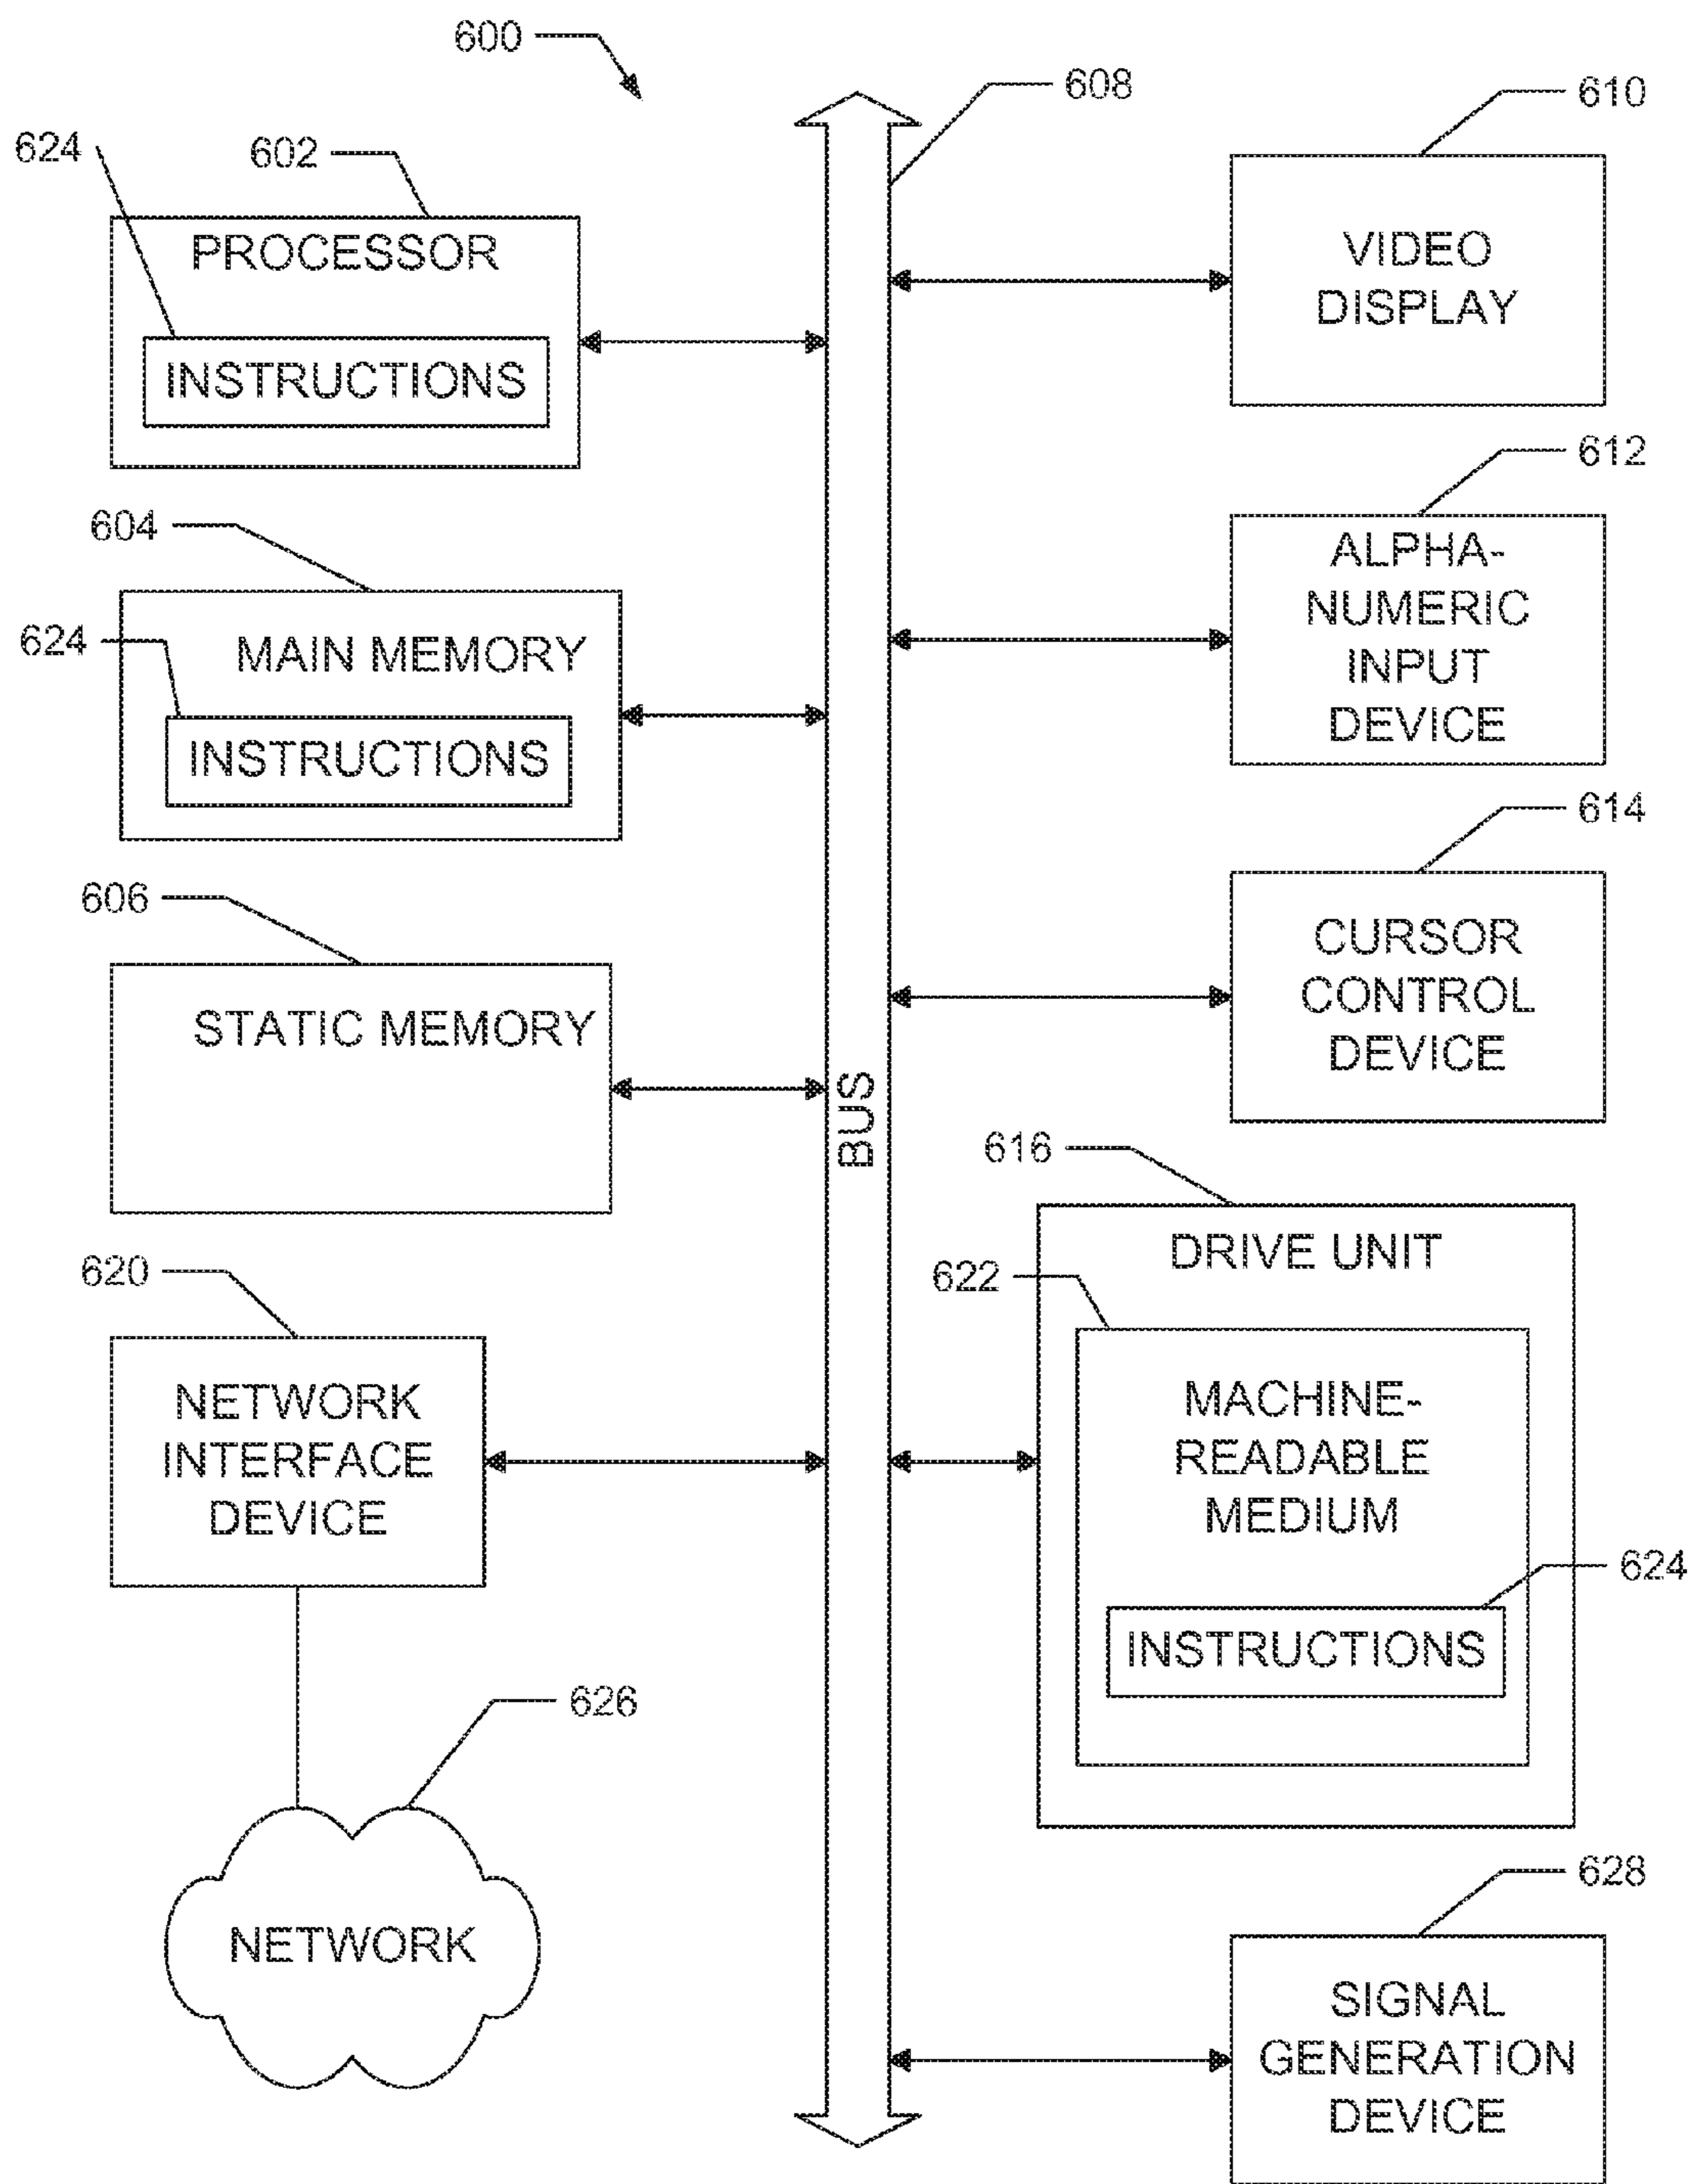 600
608
610
624
602
PROCESSOR
INSTRUCTIONS
VIDEO
DISPLAY
612
604
ALPHA-
NUMERIC
INPUT
DEVICE
624
MAIN MEMORY
INSTRUCTIONS
614
606
CURSOR
CONTROL
DEVICE
STATIC MEMORY
BUS
616
DRIVE UNIT
620
622
NETWORK
INTERFACE
DEVICE
MACHINE-
READABLE
MEDIUM
624
INSTRUCTIONS
626
NETWORK
628
SIGNAL
GENERATION
DEVICE